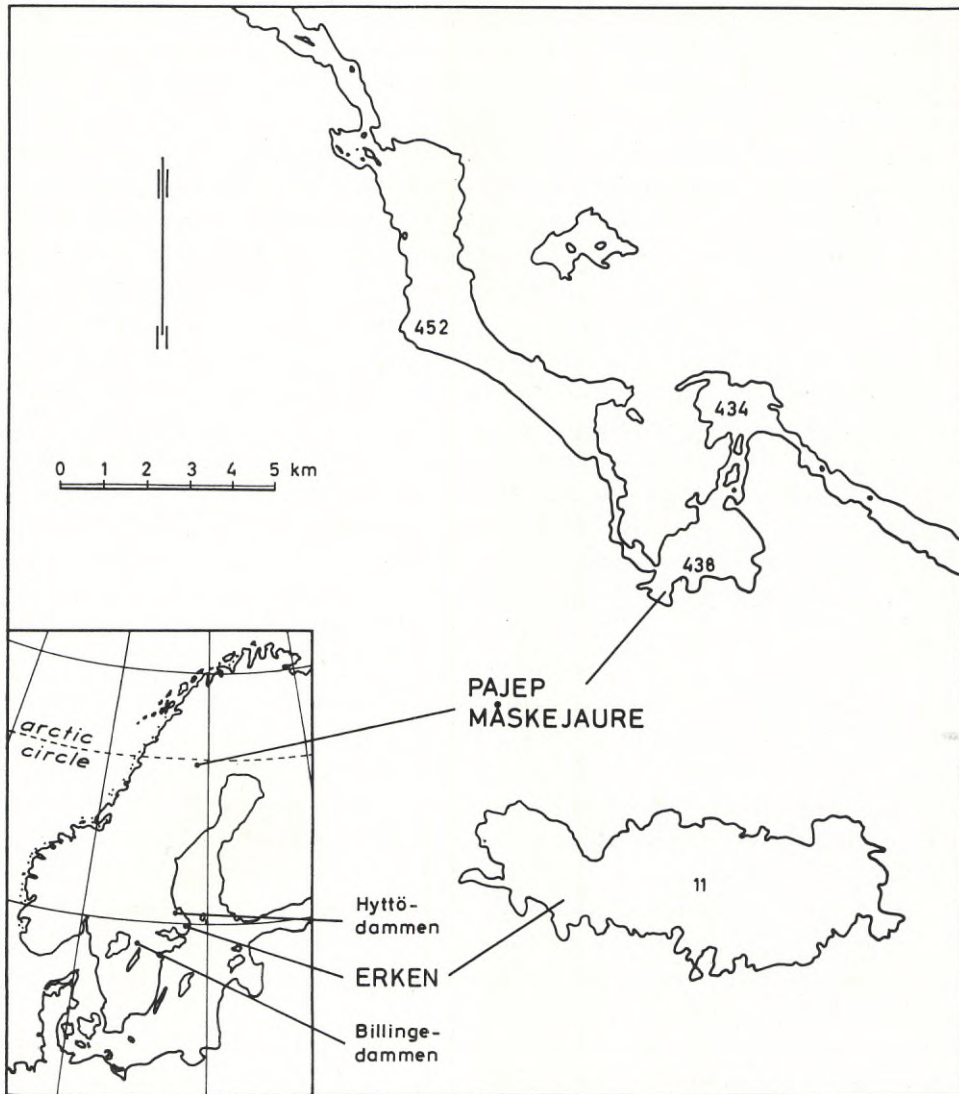 452
434
0 1 2 3 4 5 km
438
PAJEP
MÅSKEJAURE
arctic
circle
11
Hyttö-
dammen
ERKEN
Billinge-
dammen